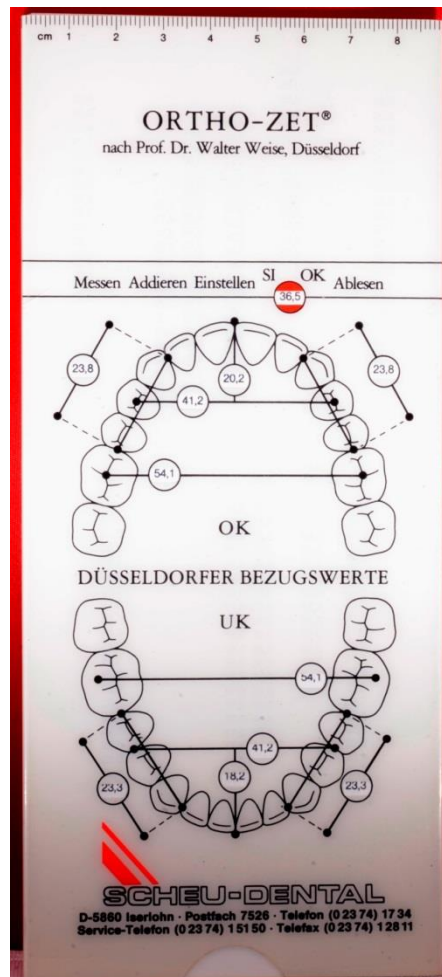 cm 1 2 3 4 5 6 7 8
ORTHO-ZET®
nach Prof. Dr. Walter Weise, Düsseldorf
Messen Addieren Einstellen SI OK Ablesen
36,5
23,8 20,2 23,8
41,2
54,1
OK
DÜSSELDORFER BEZUGSWERTE
UK
54,1
41,2
23,3 18,2 23,3
SCHEU-DENTAL
D-5860 Iserlohn · Postfach 7526 · Telefon (0 23 74) 17 34
Service-Telefon (0 23 74) 1 51 50 · Telefax (0 23 74) 1 28 11